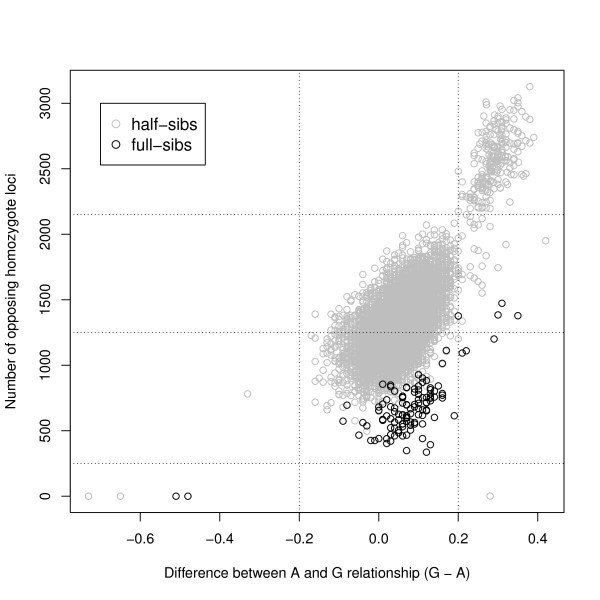 Number of opposing homozygote loci
3000
2500
2000
1500
1000
500
0
half−sibs
full−sibs
−0.6 −0.4 −0.2 0.0 0.2 0.4
Difference between A and G relationship (G − A)